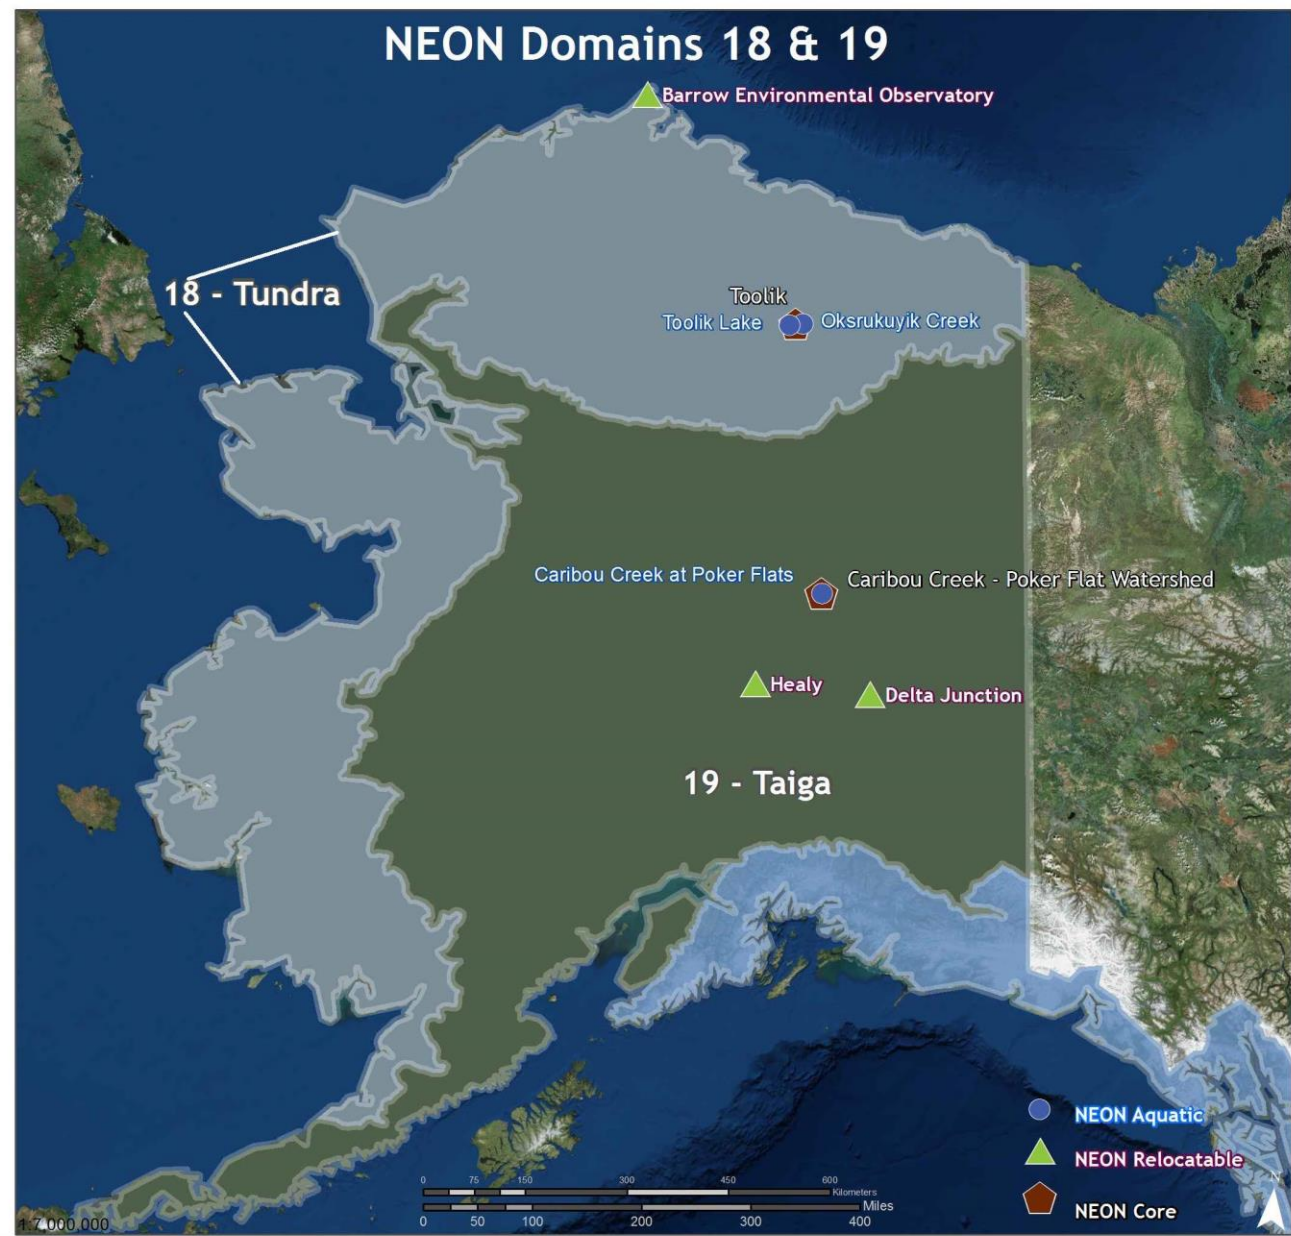 NEON Domains 18 & 19
Barrow Environmental Observatory
18 - Tundra
Toolik
Toolik Lake
Oksrukuyik Creek
Caribou Creek at Poker Flats
Caribou Creek - Poker Flat Watershed
Healy
Delta Junction
19 - Taiga
NEON Aquatic
NEON Relocatable
NEON Core
N
0 75 150 300 450 600
Kilometers
Miles
0 50 100 200 300 400
1:7,000,000